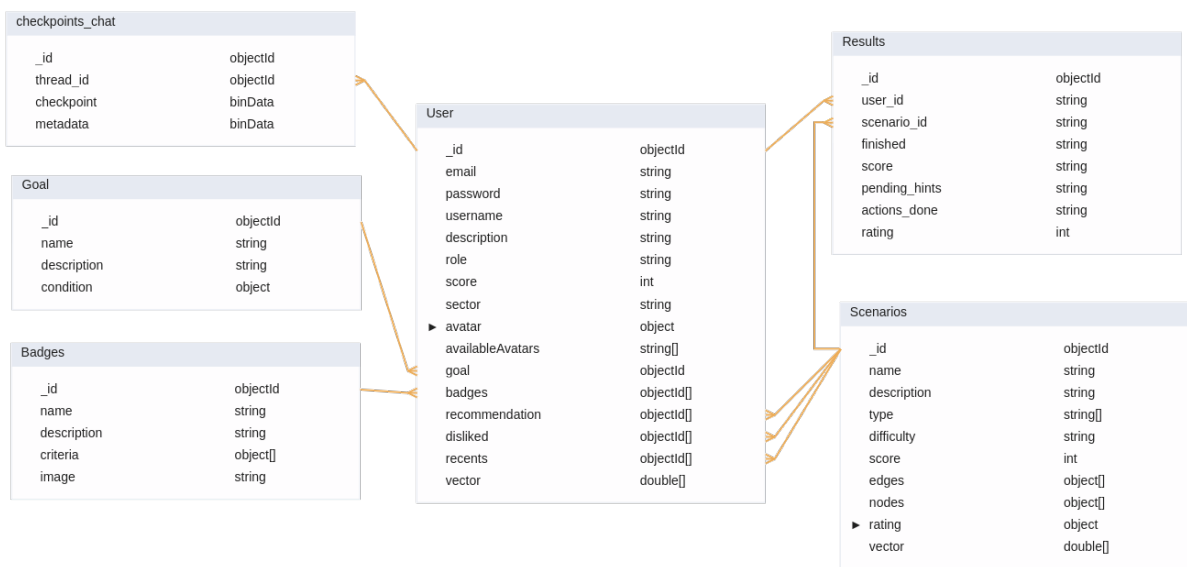 checkpoints_chat
_id objectId
thread_id objectId
checkpoint binData
metadata binData
Goal
_id objectId
name string
description string
condition object
Badges
_id objectId
name string
description string
criteria object[]
image string
User
_id objectId
email string
password string
username string
description string
role string
score int
sector string
► avatar object
availableAvatars string[]
goal objectId
badges objectId[]
recommendation objectId[]
disliked objectId[]
recents objectId[]
vector double[]
Results
_id objectId
user_id string
scenario_id string
finished string
score string
pending_hints string
actions_done string
rating int
Scenarios
_id objectId
name string
description string
type string[]
difficulty string
score int
edges object[]
nodes object[]
► rating object
vector double[]